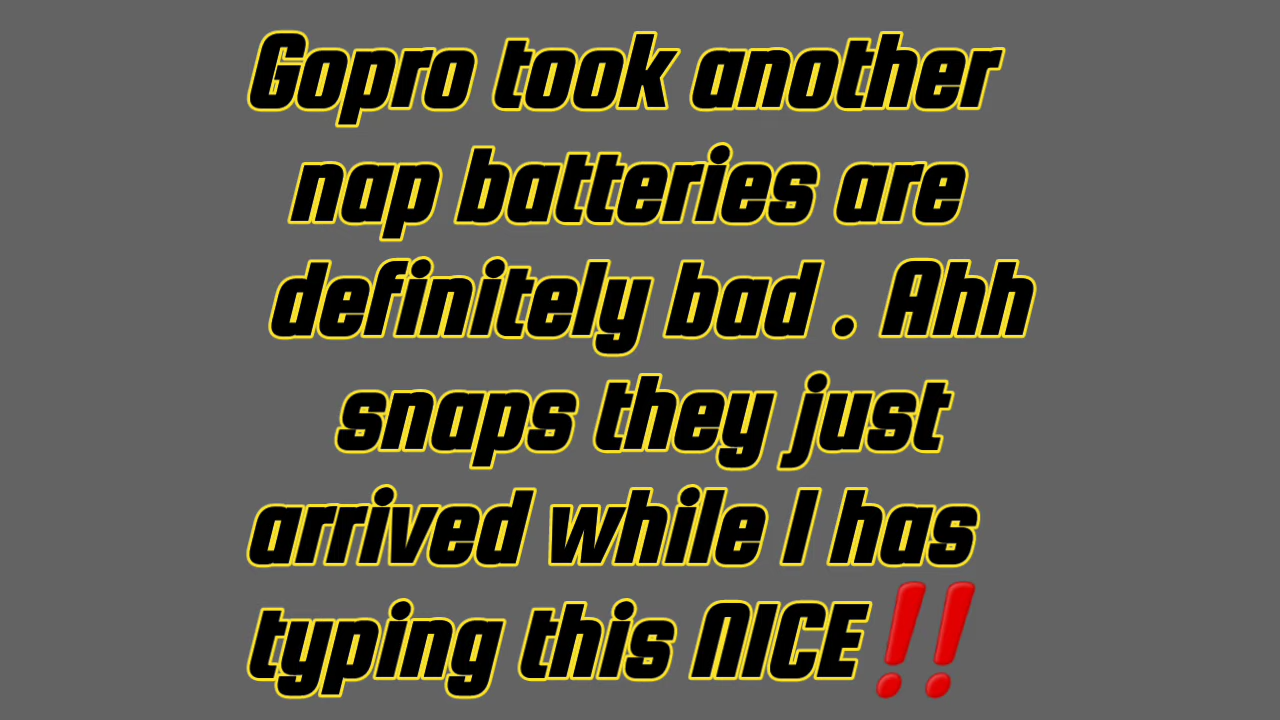 Gopro took another
nap batteries are
definitely bad . Ahh
snaps they just
arrived while I has
typing this NICE‼️